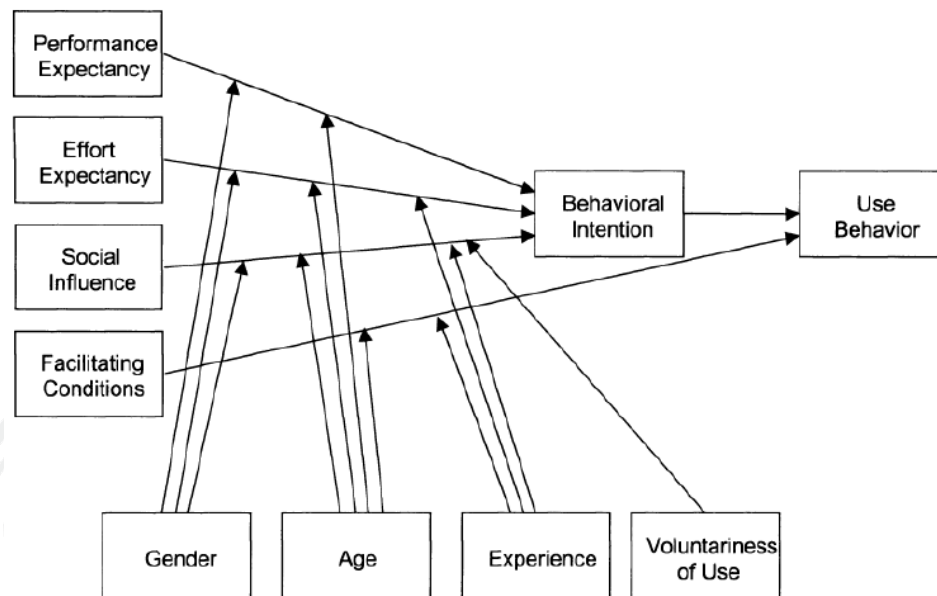 Performance
Expectancy
Effort
Expectancy
Social
Influence
Facilitating
Conditions
Behavioral
Intention
Use
Behavior
Gender
Age
Experience
Voluntariness
of Use